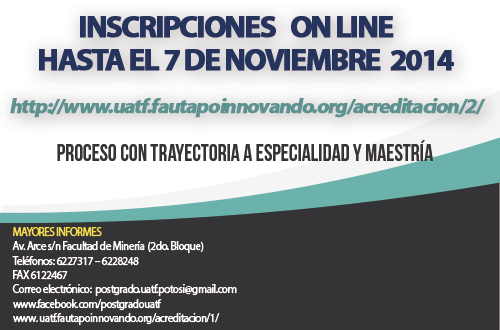 INSCRIPCIONES ON LINE
HASTA EL 7 DE NOVIEMBRE 2014
http://www.uatf.fautapoinnovando.org/acreditacion/2/
PROCESO CON TRAYECTORIA A ESPECIALIDAD Y MAESTRÍA
MAYORES INFORMES
Av. Arce s/n Facultad de Minería (2do. Bloque)
Teléfonos: 6227317 – 6228248
FAX 6122467
Correo electrónico: postgrado.uatf.potosi@gmail.com
www.facebook.com/postgradouatf
www.uatf.fautapoinnovando.org/acreditacion/1/